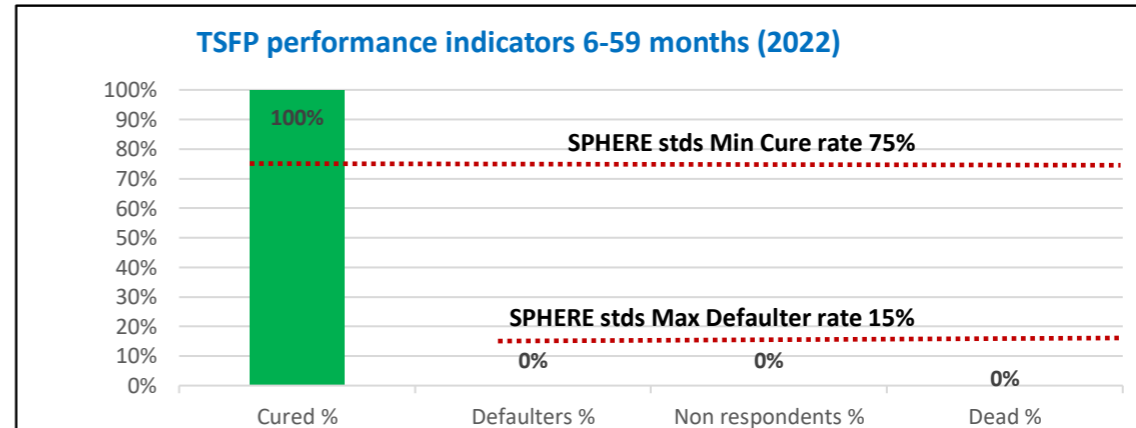 TSFP performance indicators 6-59 months (2022)
100%
90%
80%
70%
60%
50%
40%
30%
20%
10%
0%
100%
SPHERE stds Min Cure rate 75%
SPHERE stds Max Defaulter rate 15%
0%
0%
0%
Cured %
Defaulters %
Non respondents %
Dead %